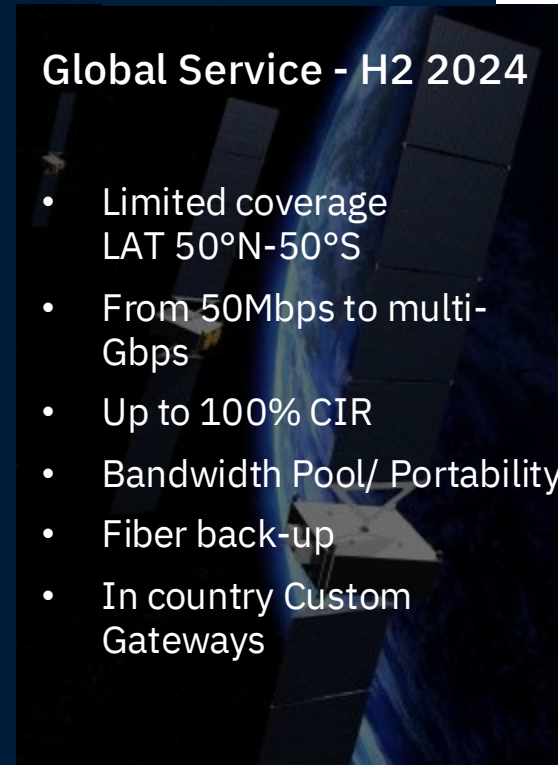 Global Service - H2 2024
• Limited coverage
LAT 50°N-50°S
• From 50Mbps to multi-
Gbps
• Up to 100% CIR
• Bandwidth Pool/ Portability
• Fiber back-up
• In country Custom
Gateways